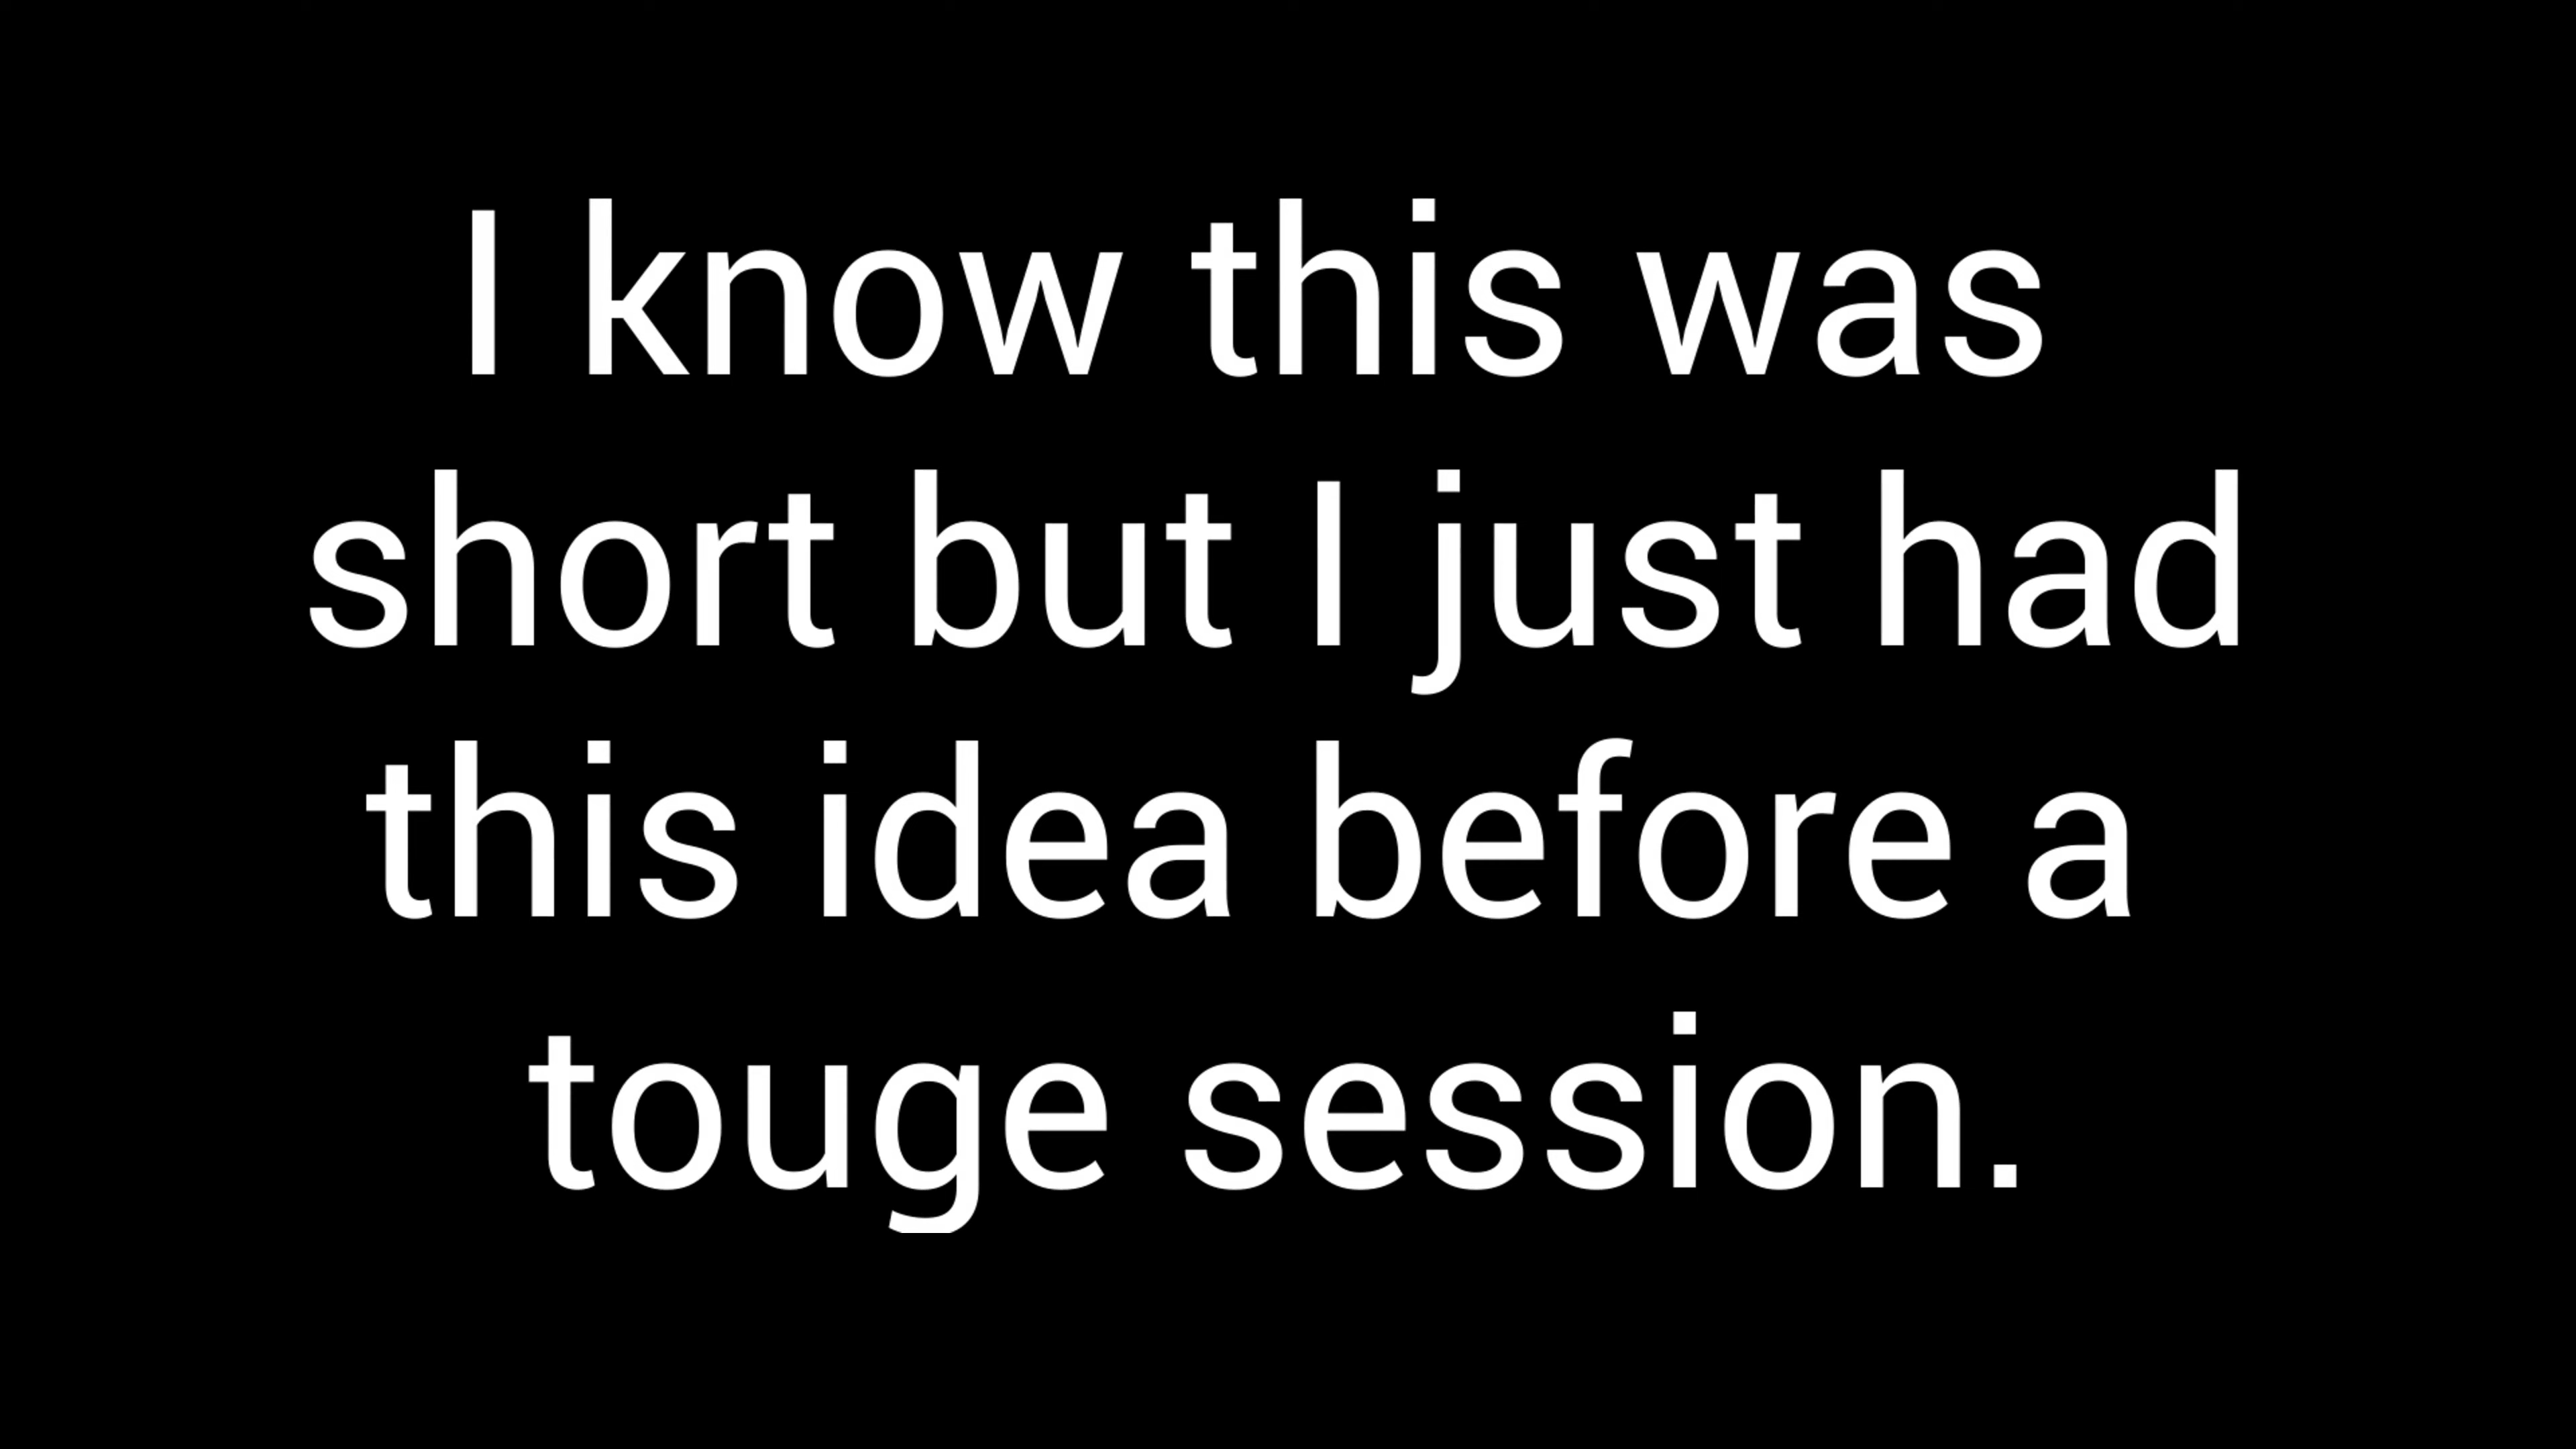 I know this was
short but I just had
this idea before a
touge session.